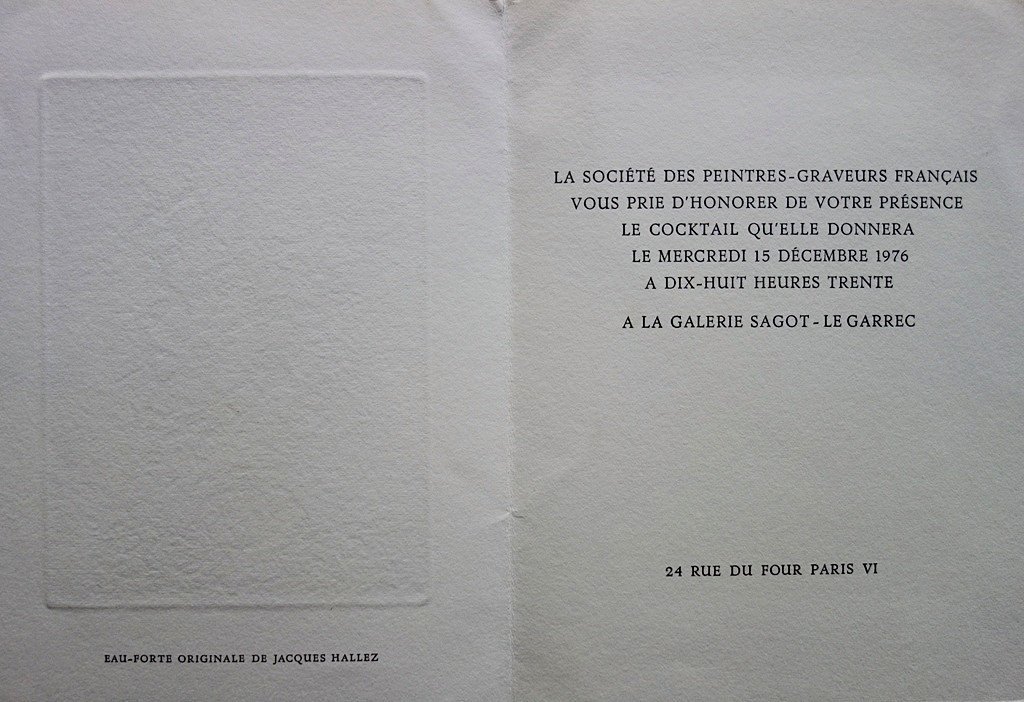 EAU-FORTE ORIGINALE DE JACQUES HALLEZ
LA SOCIÉTÉ DES PEINTRES-GRAVEURS FRANÇAIS
VOUS PRIE D'HONORER DE VOTRE PRÉSENCE
LE COCKTAIL QU'ELLE DONNERA
LE MERCREDI 15 DÉCEMBRE 1976
A DIX-HUIT HEURES TRENTE
A LA GALERIE SAGOT-LE GARREC
24 RUE DU FOUR PARIS VI